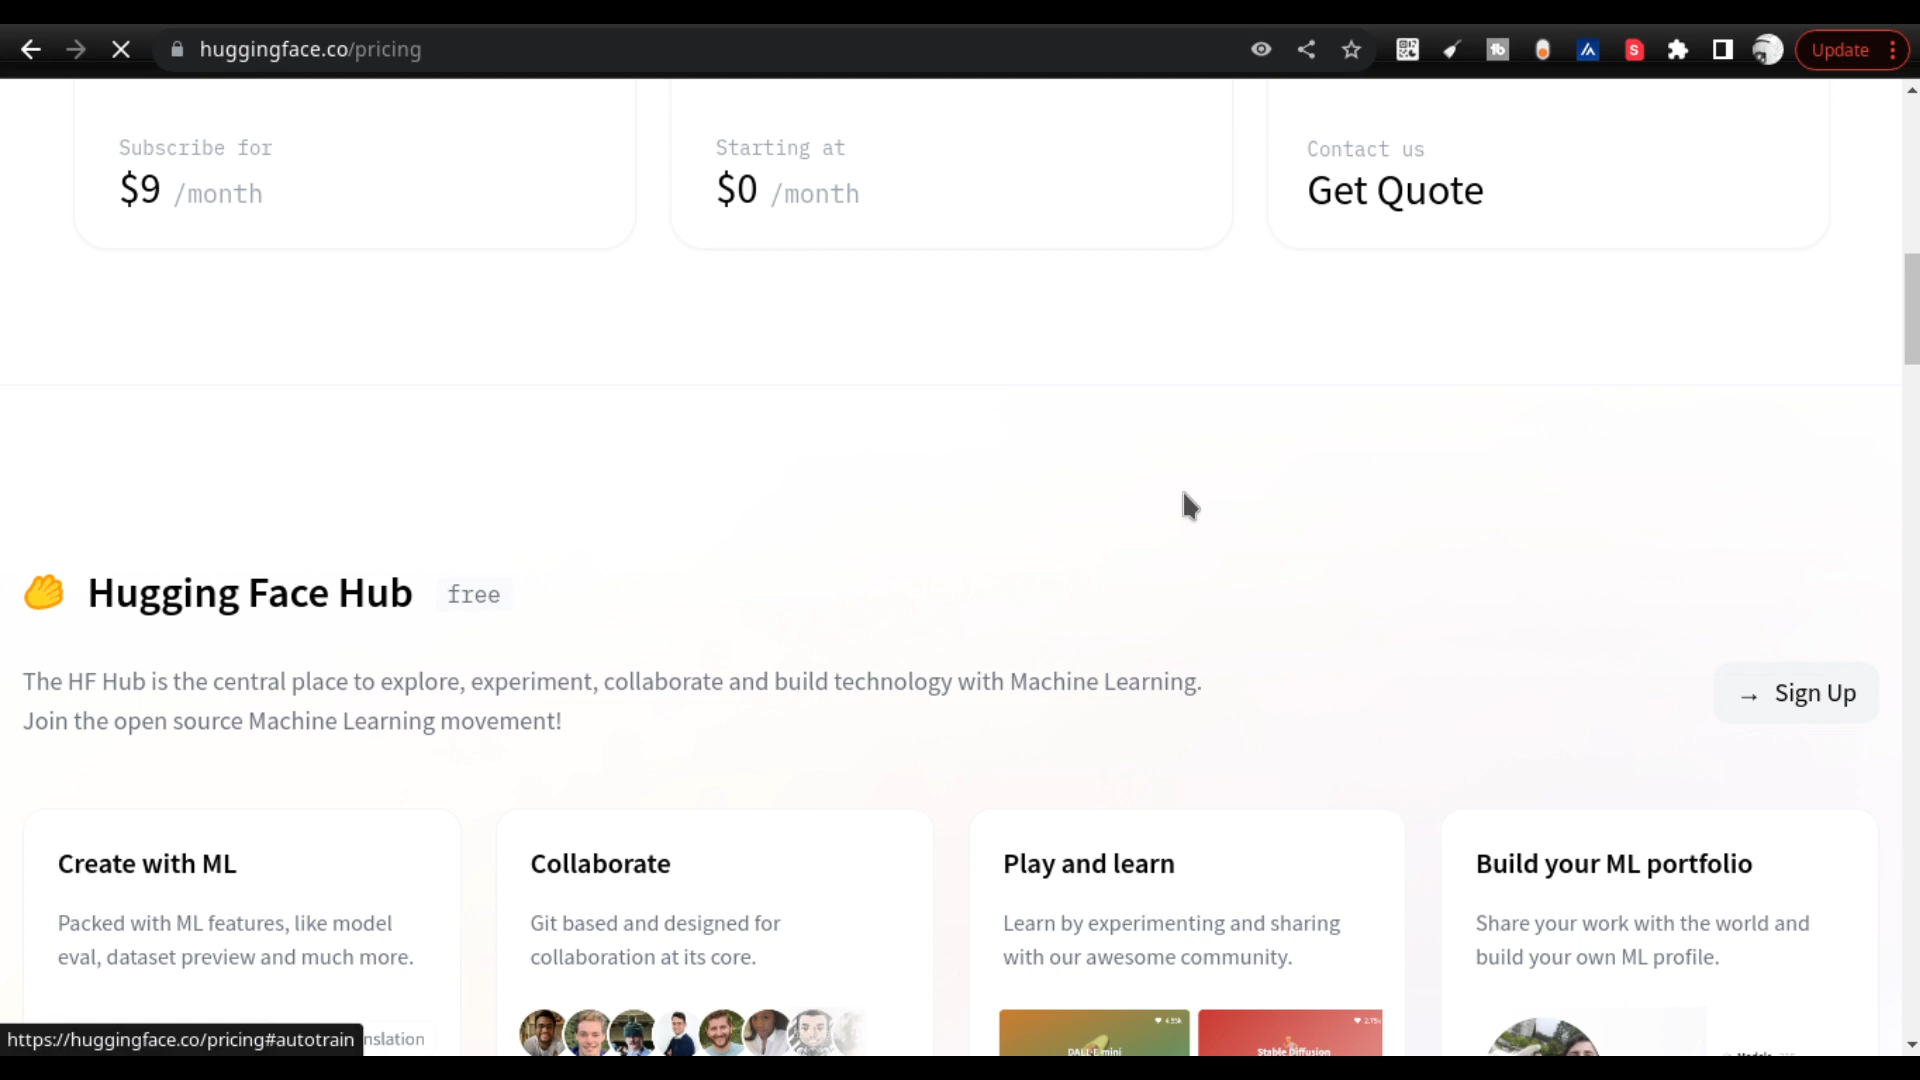 huggingface.co/pricing
Update
Subscribe for
$9 /month
Starting at
$0 /month
Contact us
Get Quote
Hugging Face Hub free
The HF Hub is the central place to explore, experiment, collaborate and build technology with Machine Learning.
Join the open source Machine Learning movement!
→ Sign Up
Create with ML
Packed with ML features, like model
eval, dataset preview and much more.
nslation
Collaborate
Git based and designed for
collaboration at its core.
Play and learn
Learn by experimenting and sharing
with our awesome community.
DALL·E mini
Stable Diffusion
Build your ML portfolio
Share your work with the world and
build your own ML profile.
https://huggingface.co/pricing#autotrain